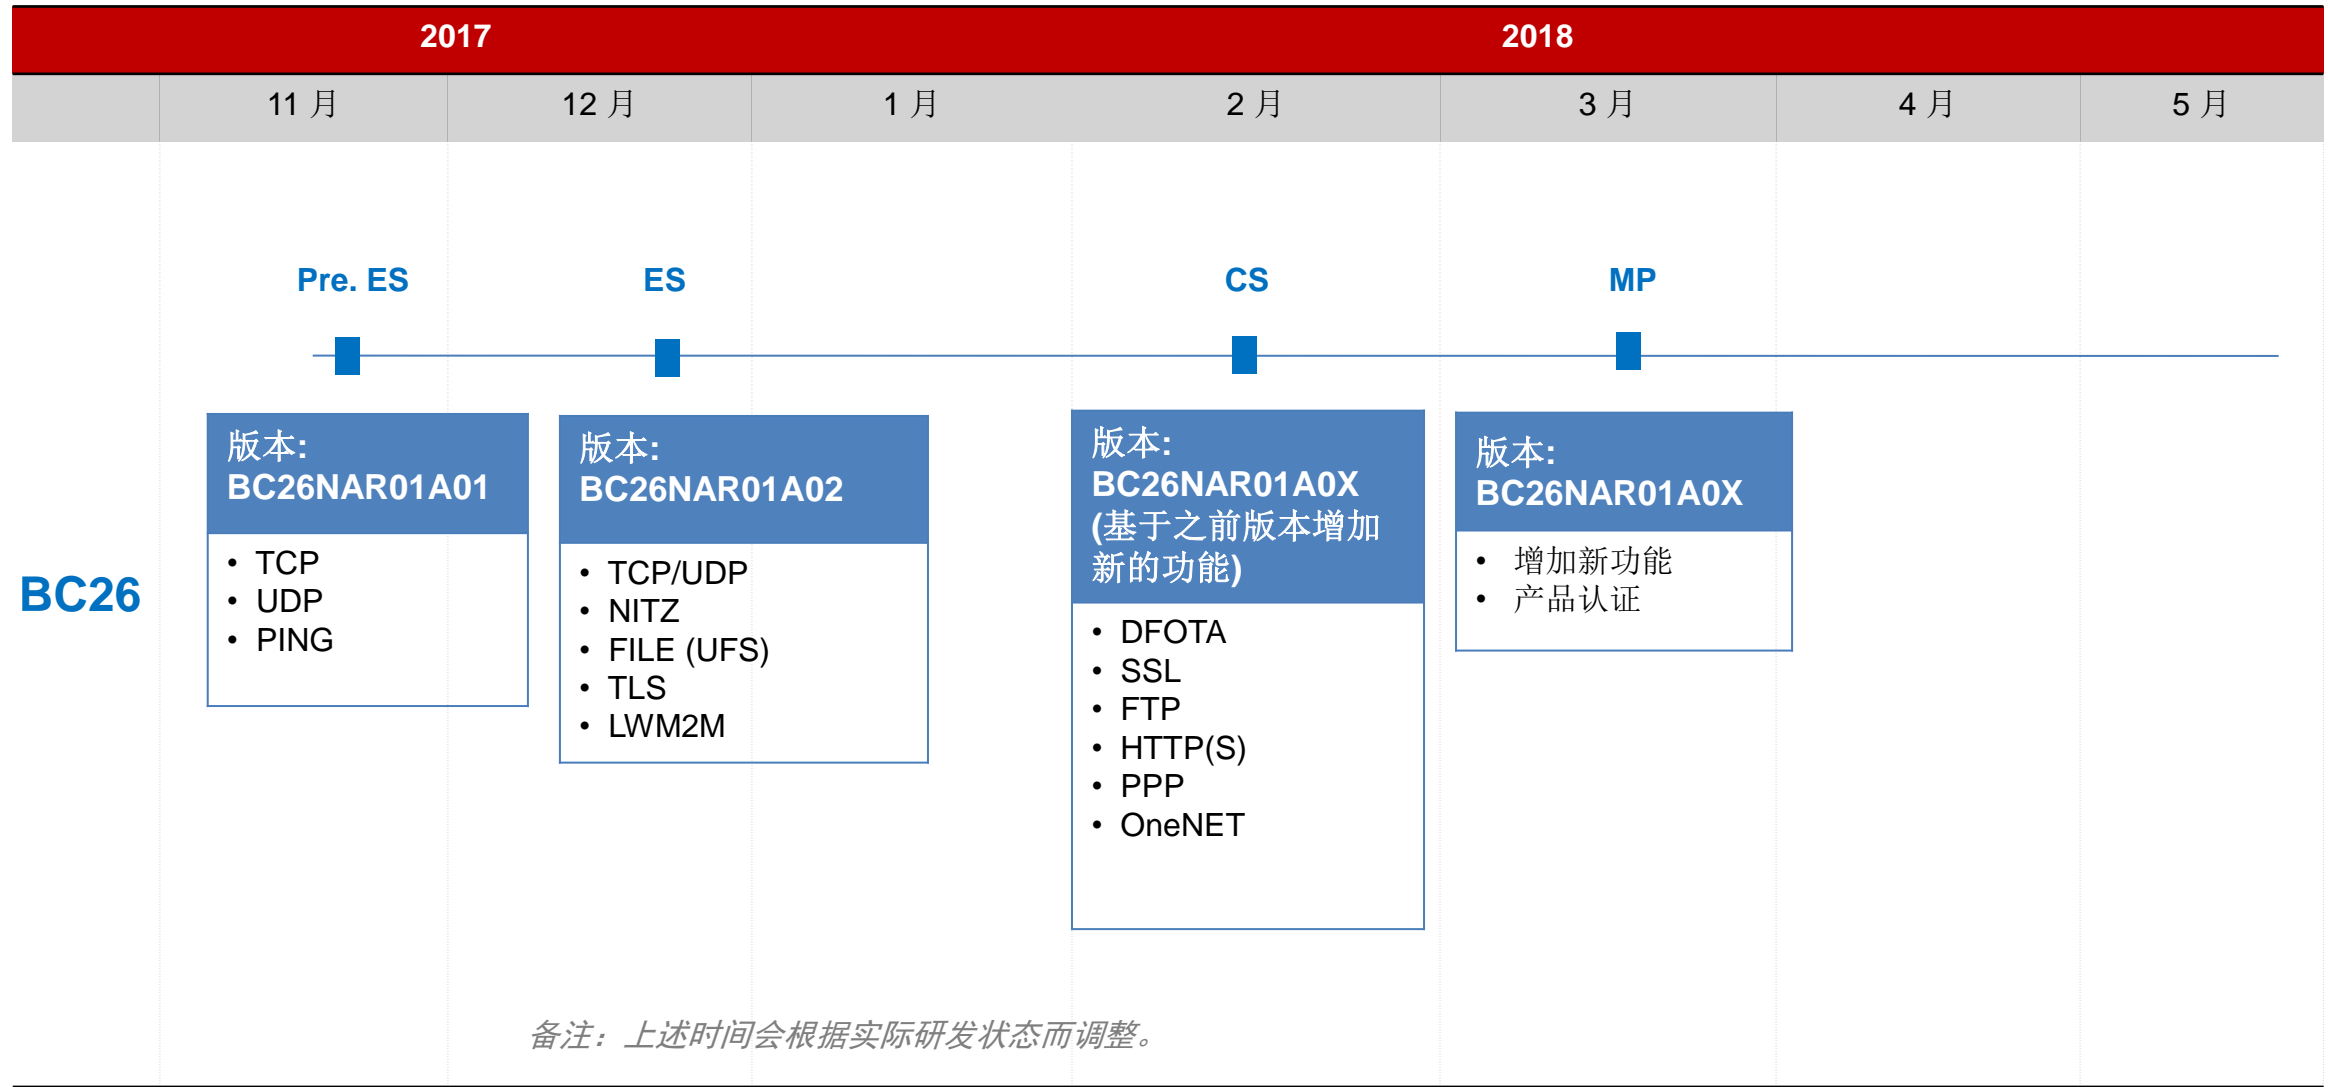 2017
2018
11 月
12 月
1 月
2 月
3 月
4 月
5 月
Pre. ES
ES
CS
MP
BC26
版本:
BC26NAR01A01
• TCP
• UDP
• PING
版本:
BC26NAR01A02
• TCP/UDP
• NITZ
• FILE (UFS)
• TLS
• LWM2M
版本:
BC26NAR01A0X
(基于之前版本增加
新的功能)
• DFOTA
• SSL
• FTP
• HTTP(S)
• PPP
• OneNET
版本:
BC26NAR01A0X
• 增加新功能
• 产品认证
备注：上述时间会根据实际研发状态而调整。